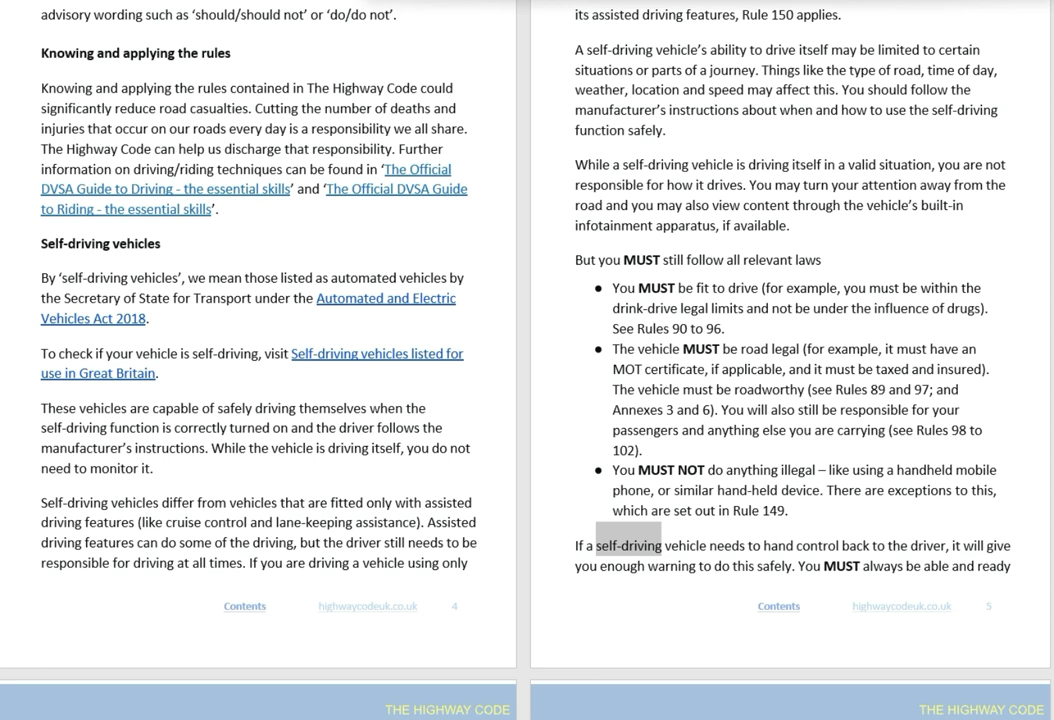 advisory wording such as ‘should/should not’ or ‘do/do not’.
Knowing and applying the rules
Knowing and applying the rules contained in The Highway Code could
significantly reduce road casualties. Cutting the number of deaths and
injuries that occur on our roads every day is a responsibility we all share.
The Highway Code can help us discharge that responsibility. Further
information on driving/riding techniques can be found in ‘The Official
DVSA Guide to Driving - the essential skills’ and ‘The Official DVSA Guide
to Riding - the essential skills’.
Self-driving vehicles
By ‘self-driving vehicles’, we mean those listed as automated vehicles by
the Secretary of State for Transport under the Automated and Electric
Vehicles Act 2018.
To check if your vehicle is self-driving, visit Self-driving vehicles listed for
use in Great Britain.
These vehicles are capable of safely driving themselves when the
self-driving function is correctly turned on and the driver follows the
manufacturer’s instructions. While the vehicle is driving itself, you do not
need to monitor it.
Self-driving vehicles differ from vehicles that are fitted only with assisted
driving features (like cruise control and lane-keeping assistance). Assisted
driving features can do some of the driving, but the driver still needs to be
responsible for driving at all times. If you are driving a vehicle using only
Contents highwaycodeuk.co.uk 4
its assisted driving features, Rule 150 applies.
A self-driving vehicle’s ability to drive itself may be limited to certain
situations or parts of a journey. Things like the type of road, time of day,
weather, location and speed may affect this. You should follow the
manufacturer’s instructions about when and how to use the self-driving
function safely.
While a self-driving vehicle is driving itself in a valid situation, you are not
responsible for how it drives. You may turn your attention away from the
road and you may also view content through the vehicle’s built-in
infotainment apparatus, if available.
But you MUST still follow all relevant laws
● You MUST be fit to drive (for example, you must be within the
drink-drive legal limits and not be under the influence of drugs).
See Rules 90 to 96.
● The vehicle MUST be road legal (for example, it must have an
MOT certificate, if applicable, and it must be taxed and insured).
The vehicle must be roadworthy (see Rules 89 and 97; and
Annexes 3 and 6). You will also still be responsible for your
passengers and anything else you are carrying (see Rules 98 to
102).
● You MUST NOT do anything illegal – like using a handheld mobile
phone, or similar hand-held device. There are exceptions to this,
which are set out in Rule 149.
If a self-driving vehicle needs to hand control back to the driver, it will give
you enough warning to do this safely. You MUST always be able and ready
Contents highwaycodeuk.co.uk 5
THE HIGHWAY CODE
THE HIGHWAY CODE